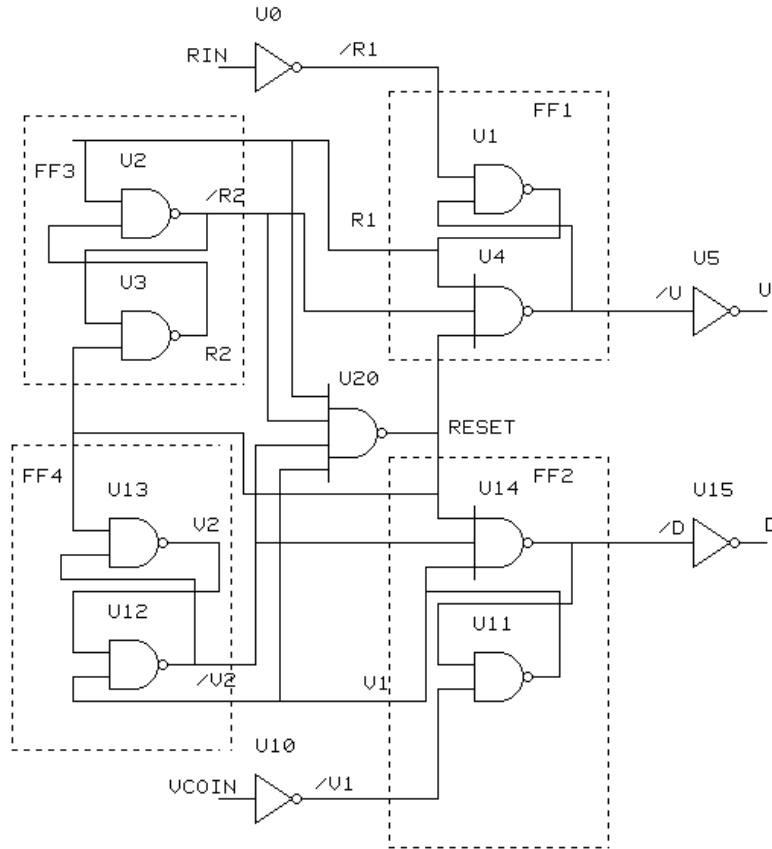 U0
RIN
/R1
FF1
U1
U2
FF3
/R2
R1
U4
U5
U3
/U
U
R2
U20
RESET
FF4
U13
U14
FF2
U15
V2
/D
D
U12
U11
/V2
V1
U10
VCOIN
/V1